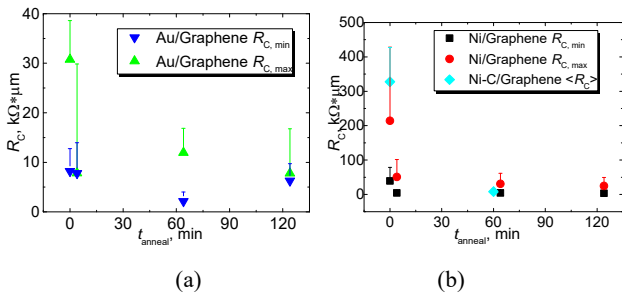 Au/Graphene R_C, min
Au/Graphene R_C, max
40
30
20
10
0
R_C, kΩ*μm
0 30 60 90 120
t_anneal, min
(a)
Ni/Graphene R_C, min
Ni/Graphene R_C, max
Ni-C/Graphene <R_C>
500
400
300
200
100
0
R_C, kΩ*μm
0 30 60 90 120
t_anneal, min
(b)